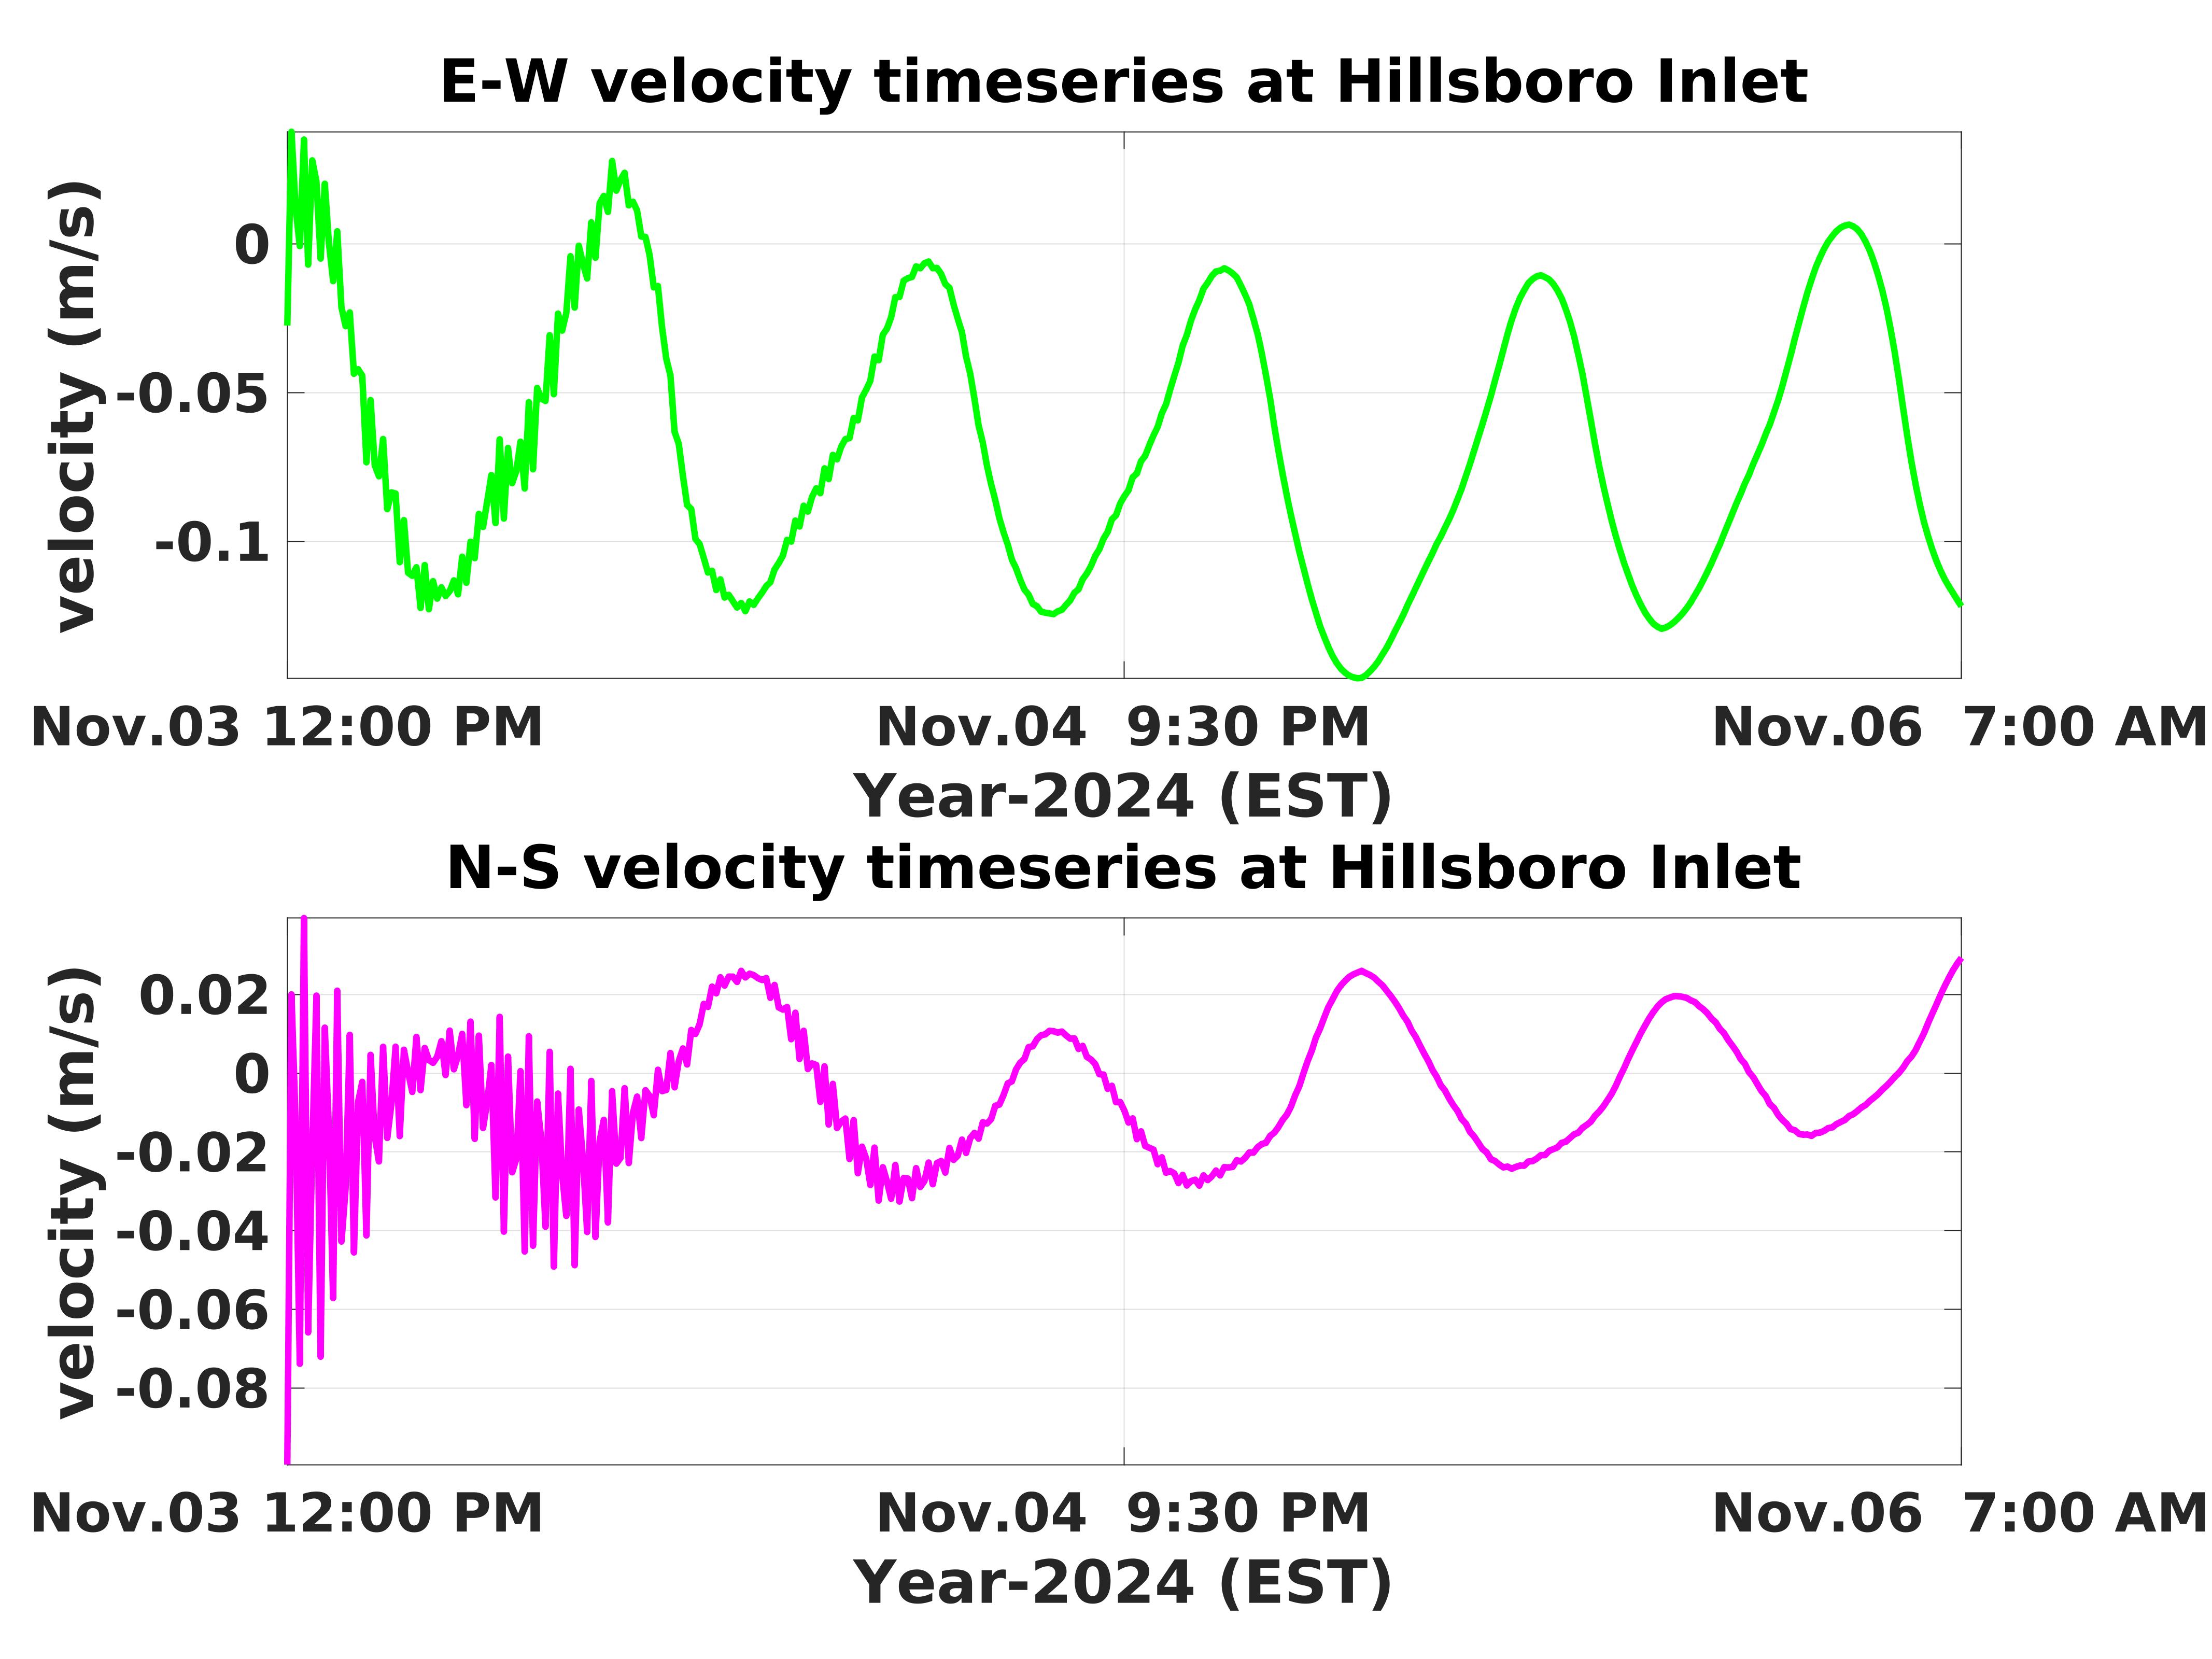 E-W velocity timeseries at Hillsboro Inlet
velocity (m/s)
0
-0.05
-0.1
Nov.03 12:00 PM Nov.04 9:30 PM Nov.06 7:00 AM
Year-2024 (EST)
N-S velocity timeseries at Hillsboro Inlet
velocity (m/s)
0.02
0
-0.02
-0.04
-0.06
-0.08
Nov.03 12:00 PM Nov.04 9:30 PM Nov.06 7:00 AM
Year-2024 (EST)